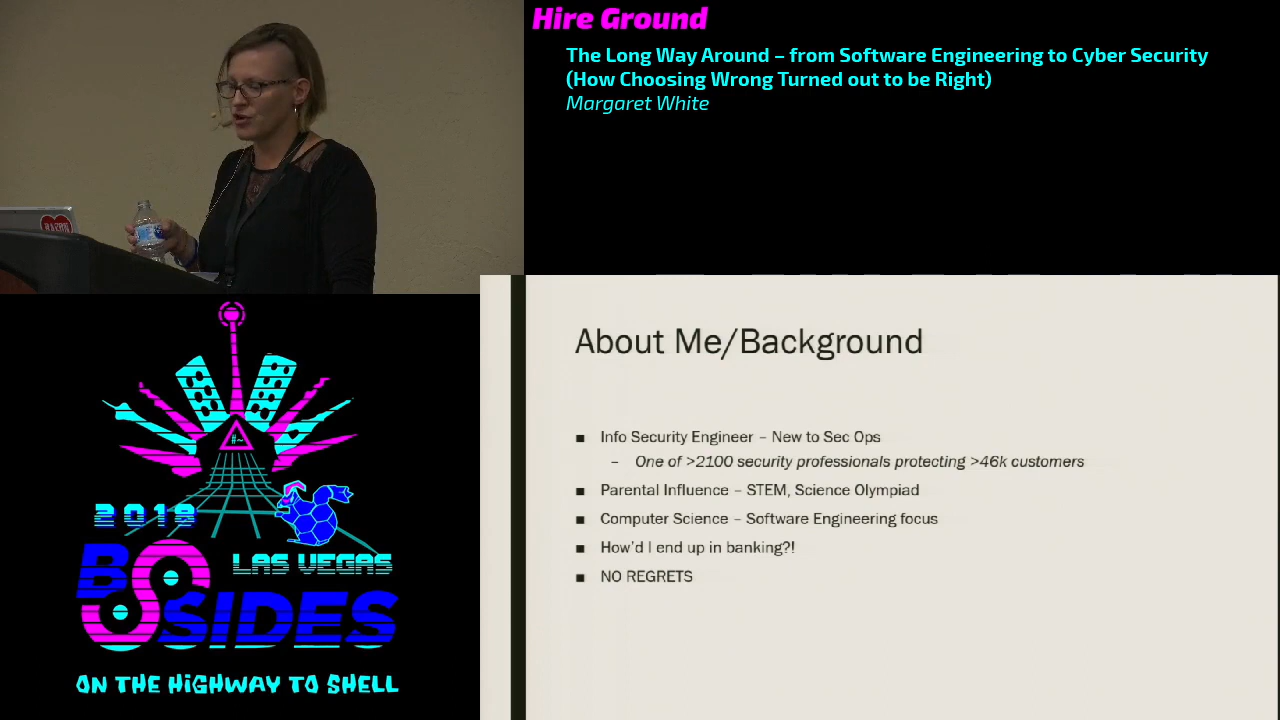 Hire Ground
The Long Way Around – from Software Engineering to Cyber Security
(How Choosing Wrong Turned out to be Right)
Margaret White
About Me/Background
■ Info Security Engineer – New to Sec Ops
– One of >2100 security professionals protecting >46k customers
■ Parental Influence – STEM, Science Olympiad
■ Computer Science – Software Engineering focus
■ How'd I end up in banking?!
■ NO REGRETS
#~
2019
LAS VEGAS
BSIDES
ON THE HIGHWAY TO SHELL